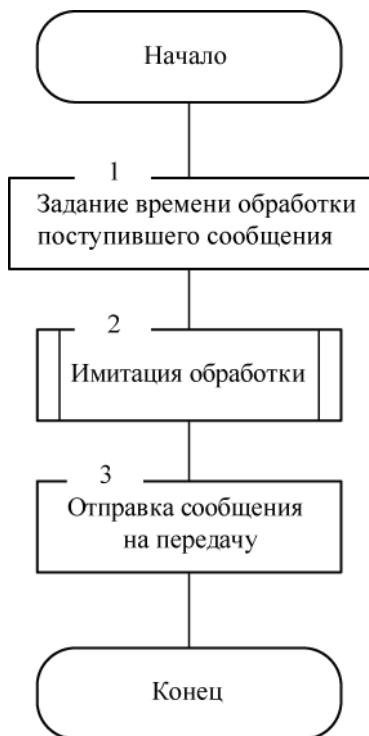 Начало
1
Задание времени обработки
поступившего сообщения
2
Имитация обработки
3
Отправка сообщения
на передачу
Конец